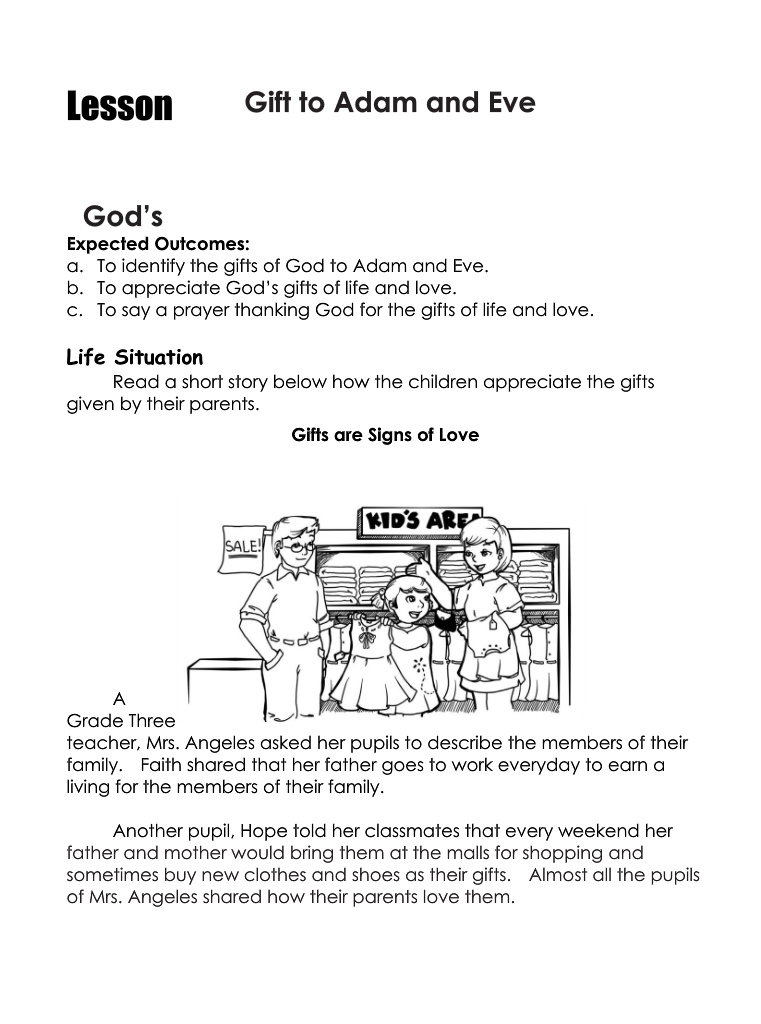 Lesson Gift to Adam and Eve
God's
Expected Outcomes:
a. To identify the gifts of God to Adam and Eve.
b. To appreciate God's gifts of life and love.
c. To say a prayer thanking God for the gifts of life and love.
Life Situation
Read a short story below how the children appreciate the gifts
given by their parents.
Gifts are Signs of Love
KID'S AREA
SALE!
A
Grade Three
teacher, Mrs. Angeles asked her pupils to describe the members of their
family. Faith shared that her father goes to work everyday to earn a
living for the members of their family.
Another pupil, Hope told her classmates that every weekend her
father and mother would bring them at the malls for shopping and
sometimes buy new clothes and shoes as their gifts. Almost all the pupils
of Mrs. Angeles shared how their parents love them.